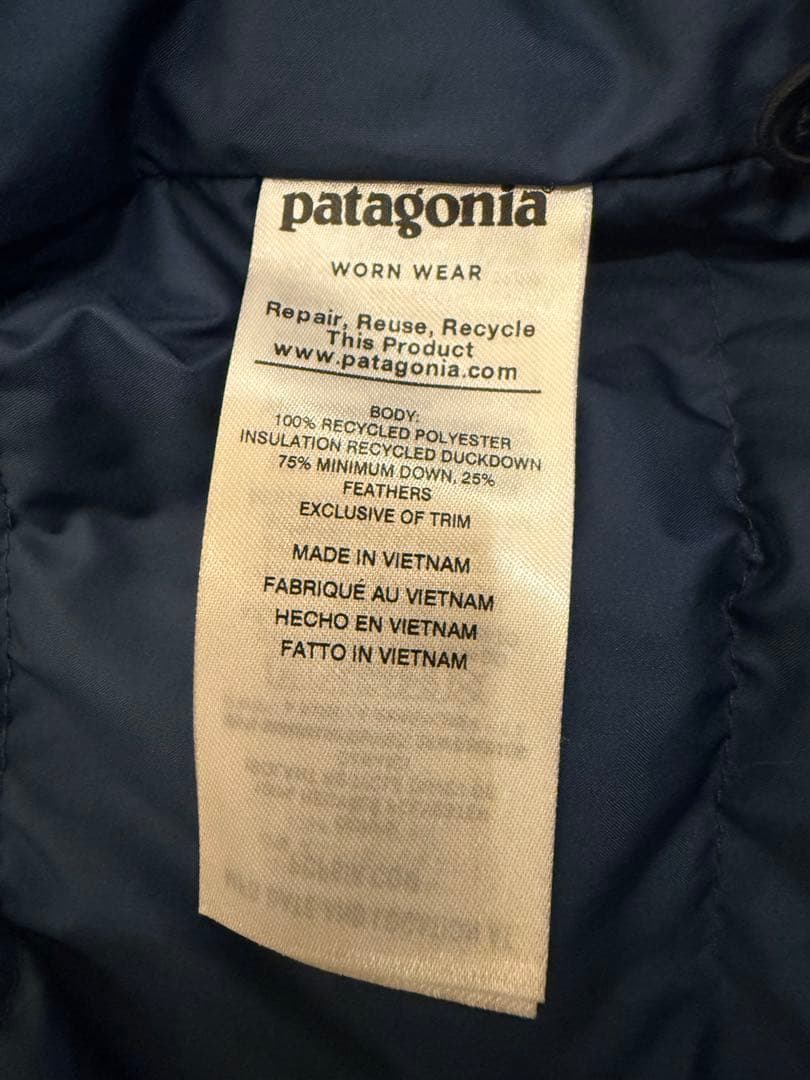 patagonia
WORN WEAR
Repair, Reuse, Recycle
This Product
www.patagonia.com
BODY:
100% RECYCLED POLYESTER
INSULATION RECYCLED DUCKDOWN
75% MINIMUM DOWN, 25%
FEATHERS
EXCLUSIVE OF TRIM
MADE IN VIETNAM
FABRIQUÉ AU VIETNAM
HECHO EN VIETNAM
FATTO IN VIETNAM